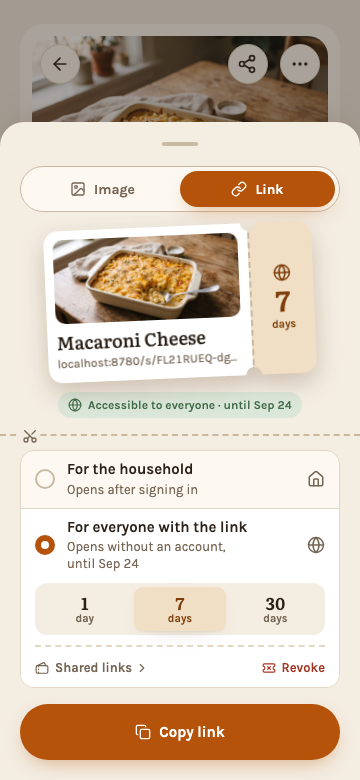 Image
Link
Macaroni Cheese
localhost:8780/s/FL21RUEQ-dg...
7
days
Accessible to everyone · until Sep 24
For the household
Opens after signing in
For everyone with the link
Opens without an account,
until Sep 24
1
day
7
days
30
days
Shared links
Revoke
Copy link